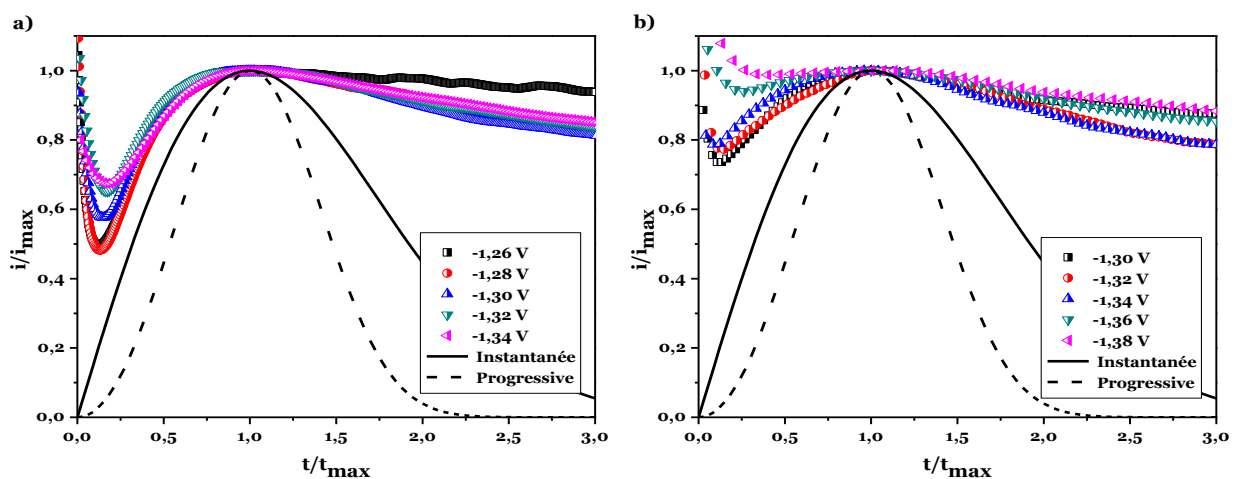 a)
i/imax
1,0
0,8
0,6
0,4
0,2
0,0
0,0 0,5 1,0 1,5 2,0 2,5 3,0
t/tmax
-1,26 V
-1,28 V
-1,30 V
-1,32 V
-1,34 V
Instantanée
Progressive
b)
i/imax
1,0
0,8
0,6
0,4
0,2
0,0
0,0 0,5 1,0 1,5 2,0 2,5 3,0
t/tmax
-1,30 V
-1,32 V
-1,34 V
-1,36 V
-1,38 V
Instantanée
Progressive